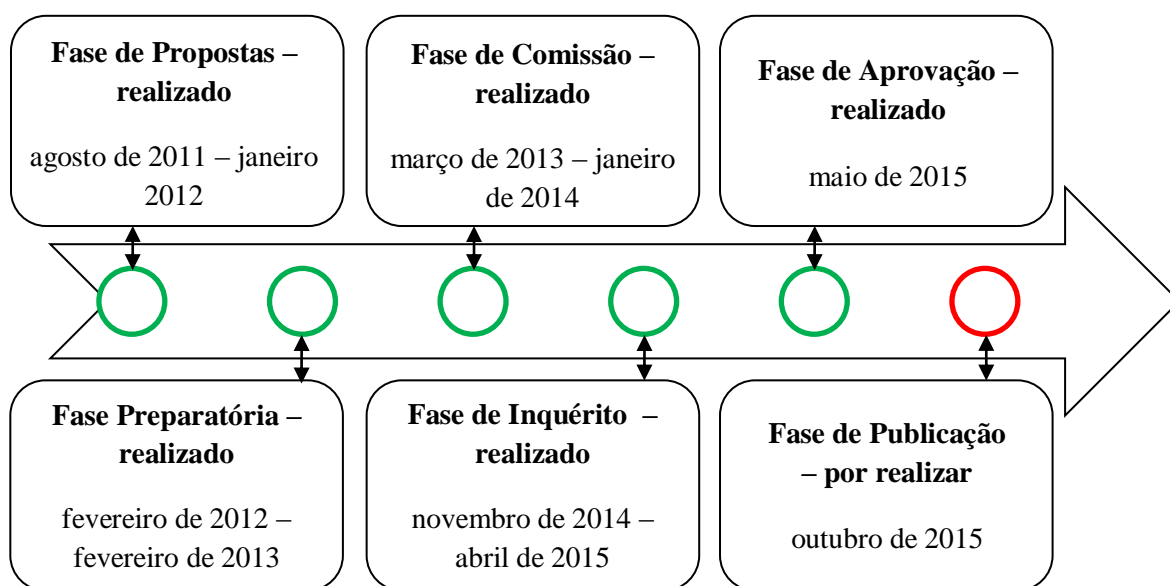 Fase de Propostas –
realizado
agosto de 2011 – janeiro
2012
Fase de Comissão –
realizado
março de 2013 – janeiro
de 2014
Fase de Aprovação –
realizado
maio de 2015
Fase Preparatória –
realizado
fevereiro de 2012 –
fevereiro de 2013
Fase de Inquérito –
realizado
novembro de 2014 –
abril de 2015
Fase de Publicação
– por realizar
outubro de 2015